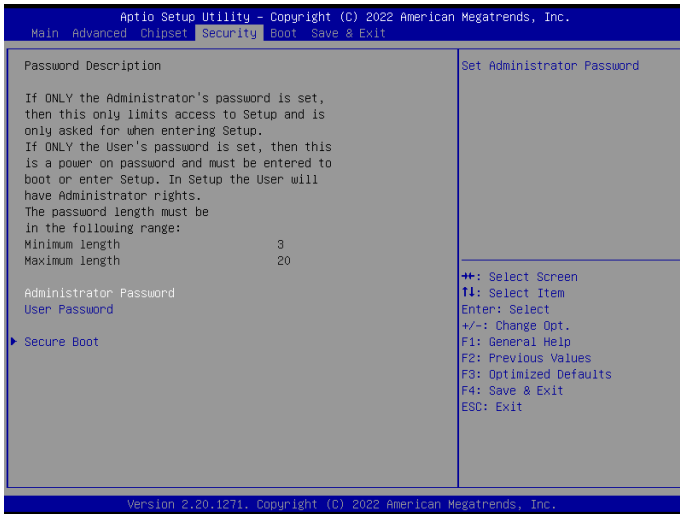 Aptio Setup Utility – Copyright (C) 2022 American Megatrends, Inc.
Main Advanced Chipset Security Boot Save & Exit
Password Description
If ONLY the Administrator's password is set,
then this only limits access to Setup and is
only asked for when entering Setup.
If ONLY the User's password is set, then this
is a power on password and must be entered to
boot or enter Setup. In Setup the User will
have Administrator rights.
The password length must be
in the following range:
Minimum length 3
Maximum length 20
Administrator Password
User Password
Secure Boot
Set Administrator Password
→←: Select Screen
↑↓: Select Item
Enter: Select
+/-: Change Opt.
F1: General Help
F2: Previous Values
F3: Optimized Defaults
F4: Save & Exit
ESC: Exit
Version 2.20.1271. Copyright (C) 2022 American Megatrends, Inc.